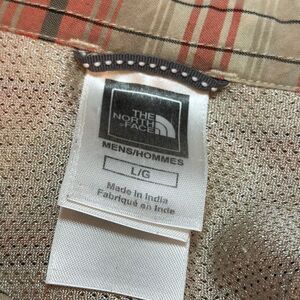 THE
NORTH
FACE
MENS/HOMMES
L/G
Made in India
Fabriqué en Inde